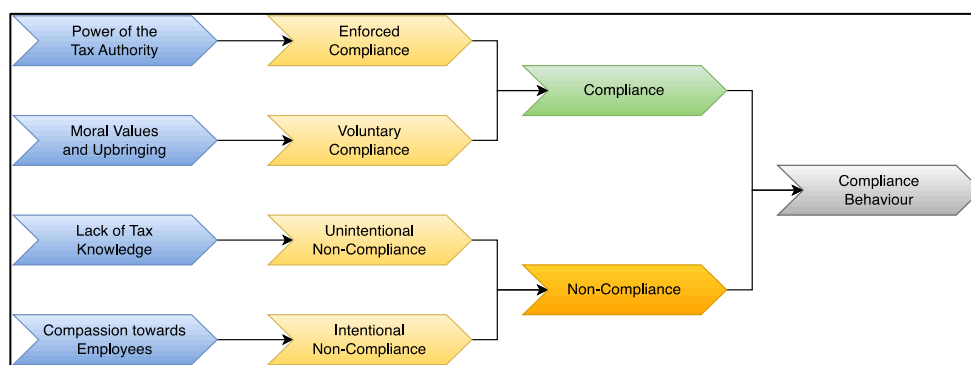 Power of the
Tax Authority
Enforced
Compliance
Compliance
Moral Values
and Upbringing
Voluntary
Compliance
Compliance
Behaviour
Lack of Tax
Knowledge
Unintentional
Non-Compliance
Non-Compliance
Compassion towards
Employees
Intentional
Non-Compliance